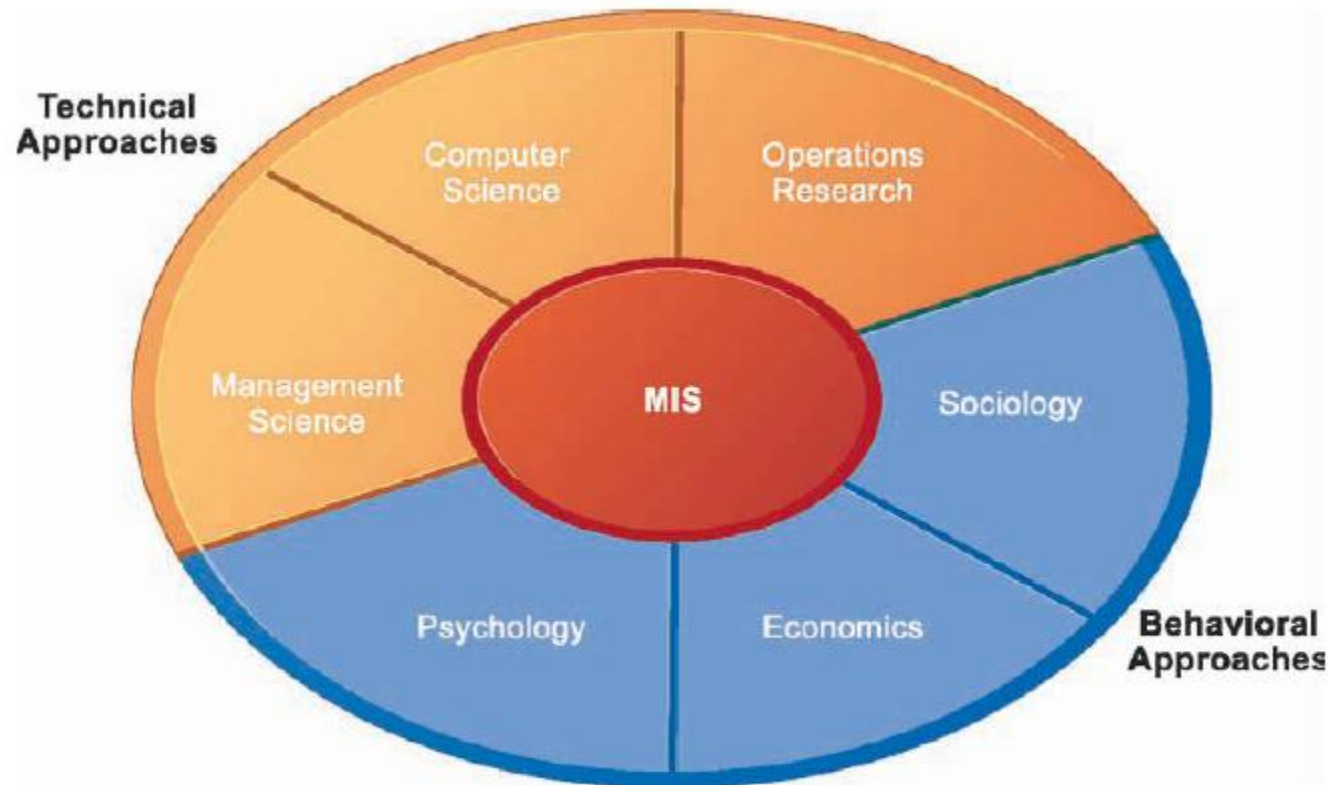 Technical
Approaches
Computer
Science
Operations
Research
Management
Science
MIS
Sociology
Psychology
Economics
Behavioral
Approaches